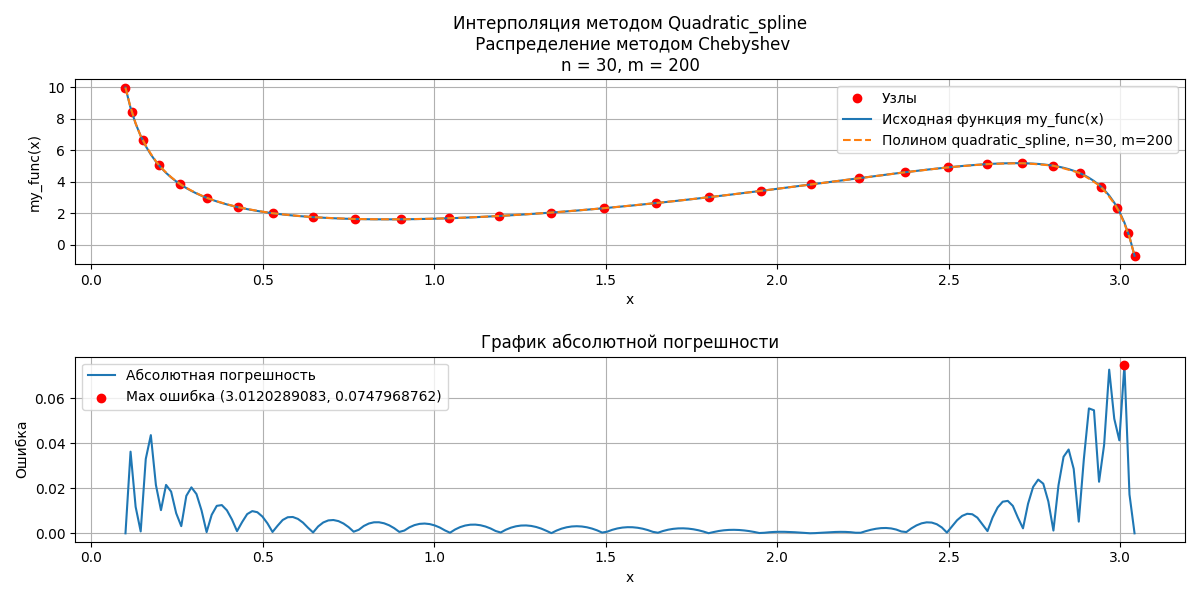 Интерполяция методом Quadratic_spline
Распределение методом Chebyshev
n = 30, m = 200
my_func(x)
10
8
6
4
2
0
Узлы
Исходная функция my_func(x)
Полином quadratic_spline, n=30, m=200
0.0
0.5
1.0
1.5
2.0
2.5
3.0
x
График абсолютной погрешности
Ошибка
0.06
0.04
0.02
0.00
Абсолютная погрешность
Max ошибка (3.0120289083, 0.0747968762)
0.0
0.5
1.0
1.5
2.0
2.5
3.0
x